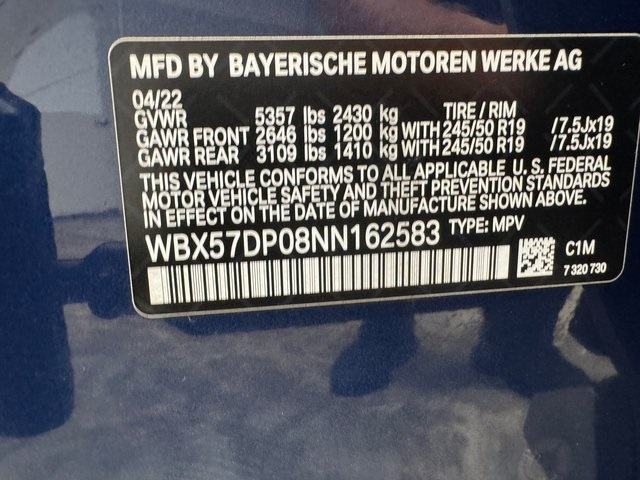 MFD BY BAYERISCHE MOTOREN WERKE AG
04/22
GVWR 5357 lbs 2430 kg TIRE / RIM
GAWR FRONT 2646 lbs 1200 kg WITH 245/50 R19 /7.5Jx19
GAWR REAR 3109 lbs 1410 kg WITH 245/50 R19 /7.5Jx19
THIS VEHICLE CONFORMS TO ALL APPLICABLE U.S. FEDERAL
MOTOR VEHICLE SAFETY AND THEFT PREVENTION STANDARDS
IN EFFECT ON THE DATE OF MANUFACTURE SHOWN ABOVE.
WBX57DP08NN162583 TYPE: MPV
C1M
7 320 730